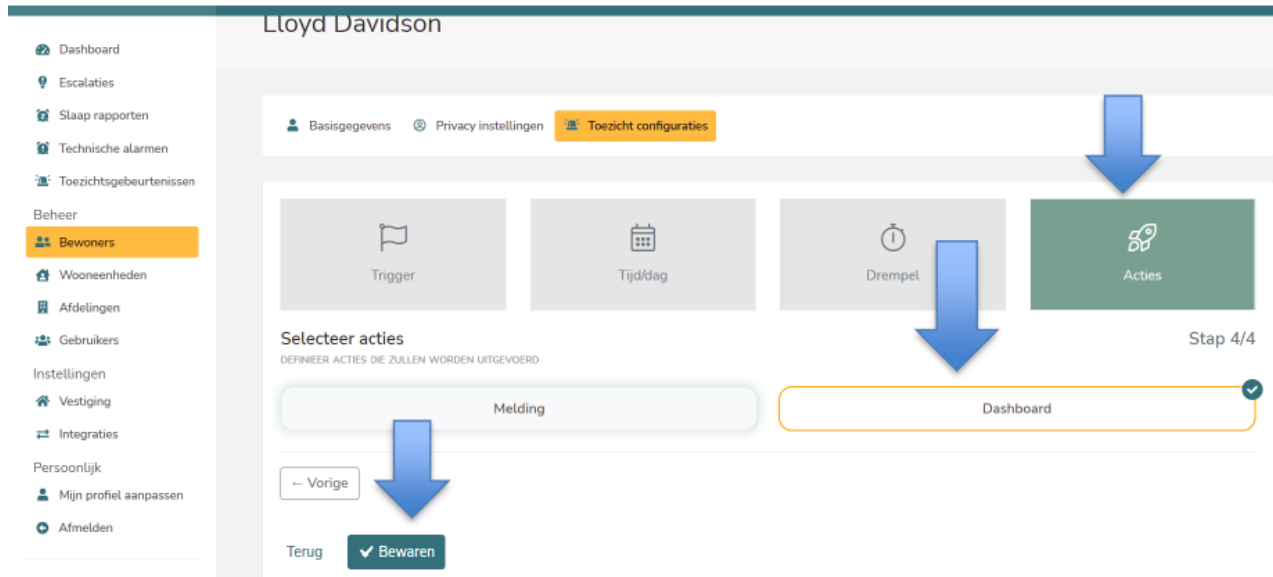 Lloyd Davidson
Dashboard
Escalaties
Slaap rapporten
Technische alarmen
Toezichtsgebeurtenissen
Beheer
Bewoners
Wooneenheden
Afdelingen
Gebruikers
Instellingen
Vestiging
Integraties
Persoonlijk
Mijn profiel aanpassen
Afmelden
Basisgegevens Privacy instellingen Toezicht configuraties
Trigger Tijd/dag Drempel Acties
Selecteer acties Stap 4/4
DEFINIEER ACTIES DIE ZULLEN WORDEN UITGEVOERD
Melding Dashboard
← Vorige
Terug Bewaren